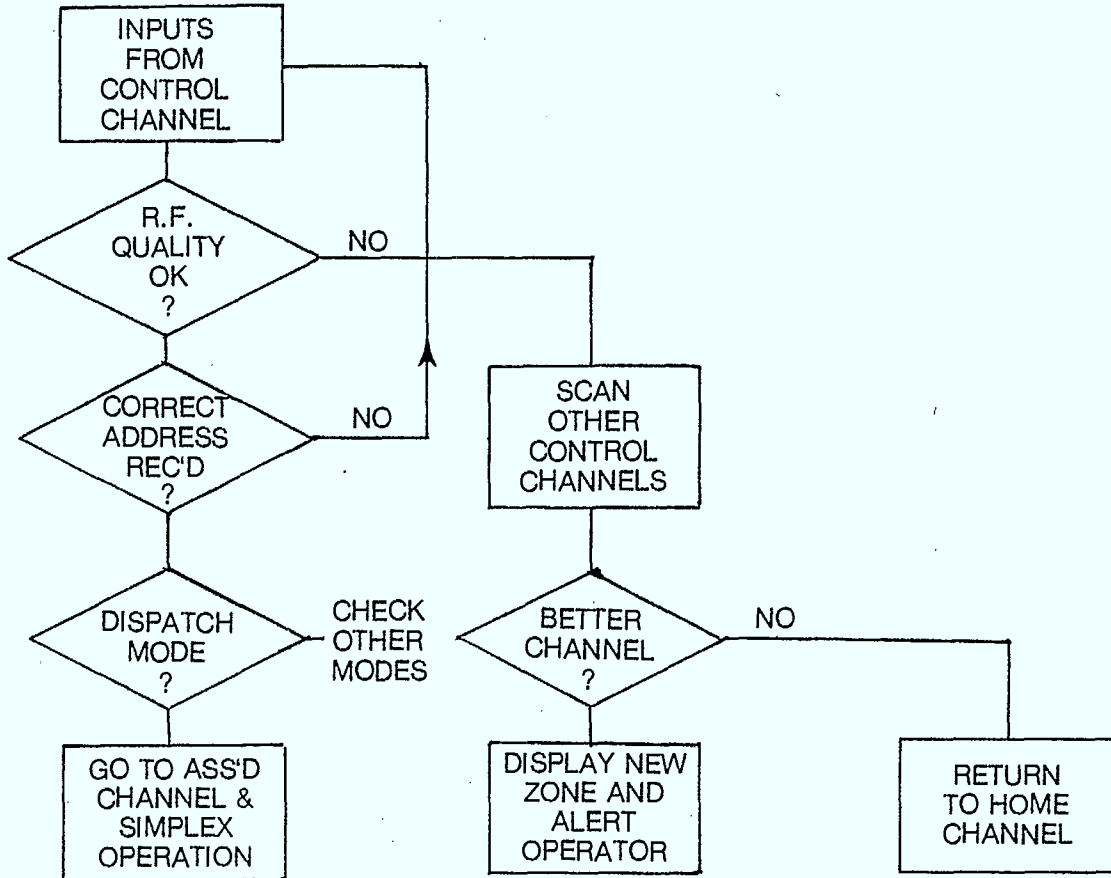 INPUTS
FROM
CONTROL
CHANNEL
R.F.
QUALITY
OK
?
NO
CORRECT
ADDRESS
REC'D
?
NO
SCAN
OTHER
CONTROL
CHANNELS
DISPATCH
MODE
?
CHECK
OTHER
MODES
BETTER
CHANNEL
?
NO
GO TO ASS'D
CHANNEL &
SIMPLEX
OPERATION
DISPLAY NEW
ZONE AND
ALERT
OPERATOR
RETURN
TO HOME
CHANNEL